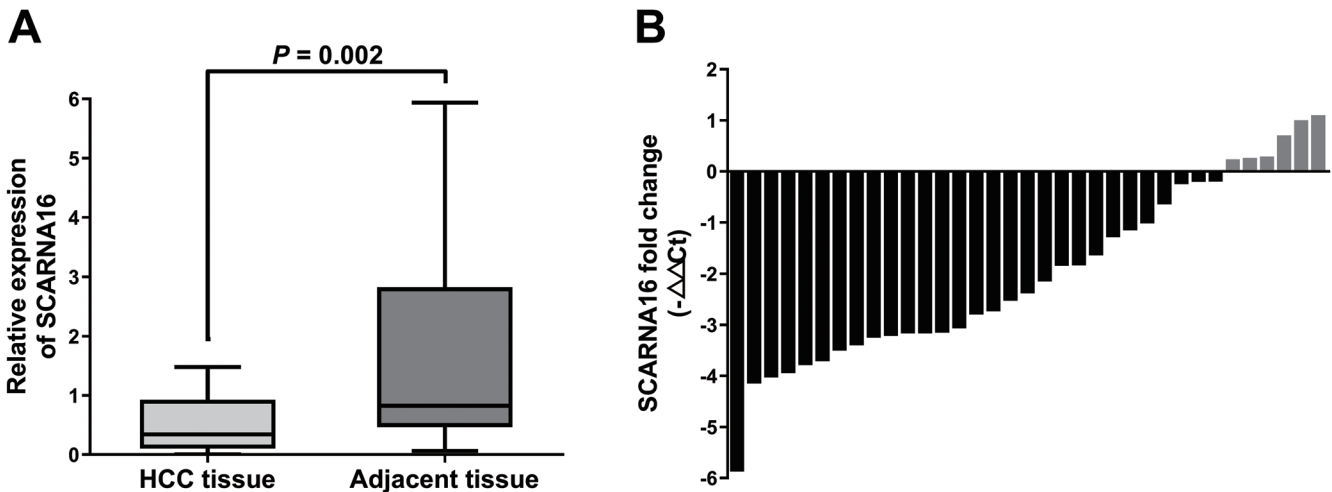 A
P = 0.002
Relative expression
of SCARNA16
6
5
4
3
2
1
0
HCC tissue
Adjacent tissue
B
SCARNA16 fold change
(-△△Ct)
2
1
0
-1
-2
-3
-4
-5
-6